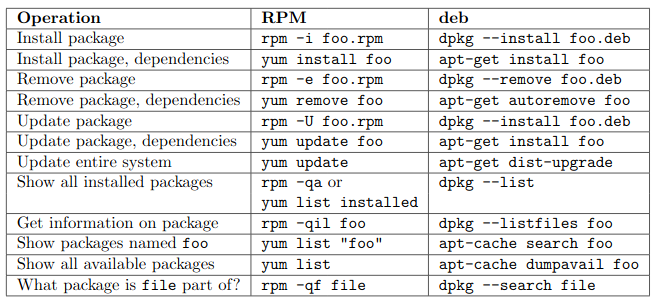 Operation RPM deb
Install package rpm -i foo.rpm dpkg --install foo.deb
Install package, dependencies yum install foo apt-get install foo
Remove package rpm -e foo.rpm dpkg --remove foo.deb
Remove package, dependencies yum remove foo apt-get autoremove foo
Update package rpm -U foo.rpm dpkg --install foo.deb
Update package, dependencies yum update foo apt-get install foo
Update entire system yum update apt-get dist-upgrade
Show all installed packages rpm -qa or dpkg --list
yum list installed
Get information on package rpm -qil foo dpkg --listfiles foo
Show packages named foo yum list "foo" apt-cache search foo
Show all available packages yum list apt-cache dumpavail foo
What package is file part of? rpm -qf file dpkg --search file